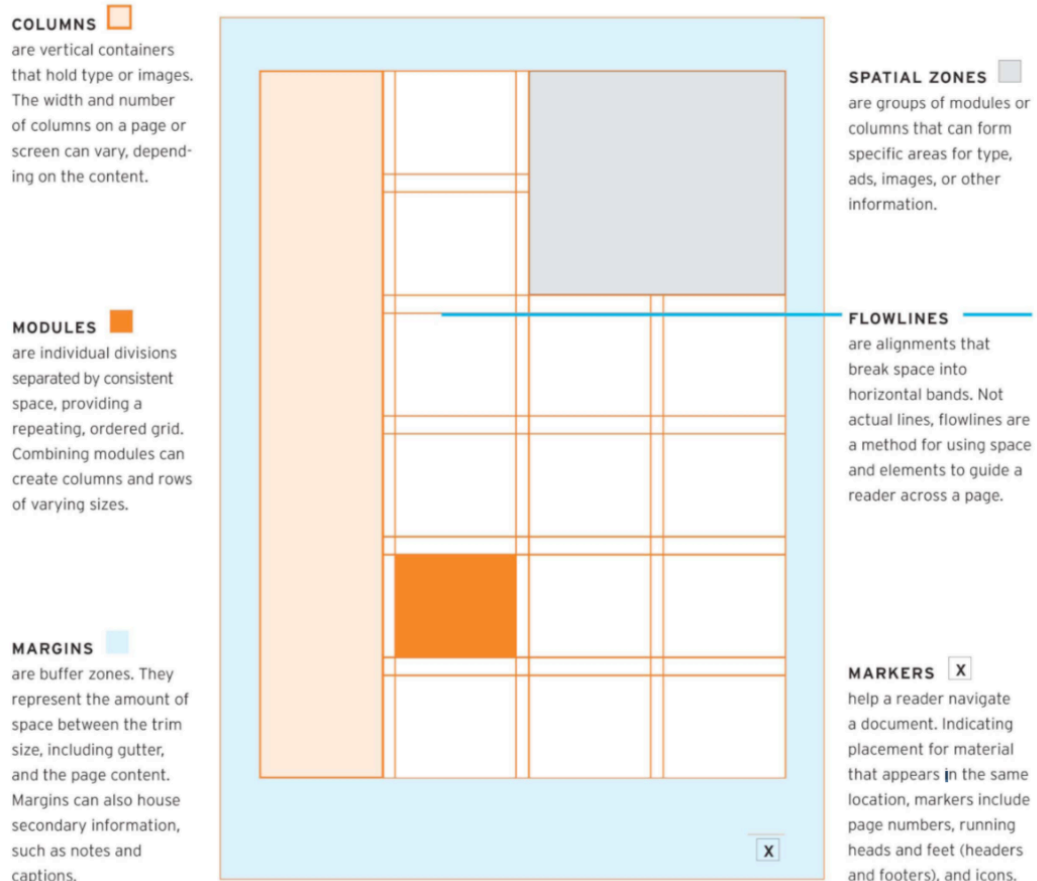 COLUMNS
are vertical containers
that hold type or images.
The width and number
of columns on a page or
screen can vary, depend-
ing on the content.
MODULES
are individual divisions
separated by consistent
space, providing a
repeating, ordered grid.
Combining modules can
create columns and rows
of varying sizes.
MARGINS
are buffer zones. They
represent the amount of
space between the trim
size, including gutter,
and the page content.
Margins can also house
secondary information,
such as notes and
captions.
X
SPATIAL ZONES
are groups of modules or
columns that can form
specific areas for type,
ads, images, or other
information.
FLOWLINES
are alignments that
break space into
horizontal bands. Not
actual lines, flowlines are
a method for using space
and elements to guide a
reader across a page.
MARKERS X
help a reader navigate
a document. Indicating
placement for material
that appears in the same
location, markers include
page numbers, running
heads and feet (headers
and footers), and icons.